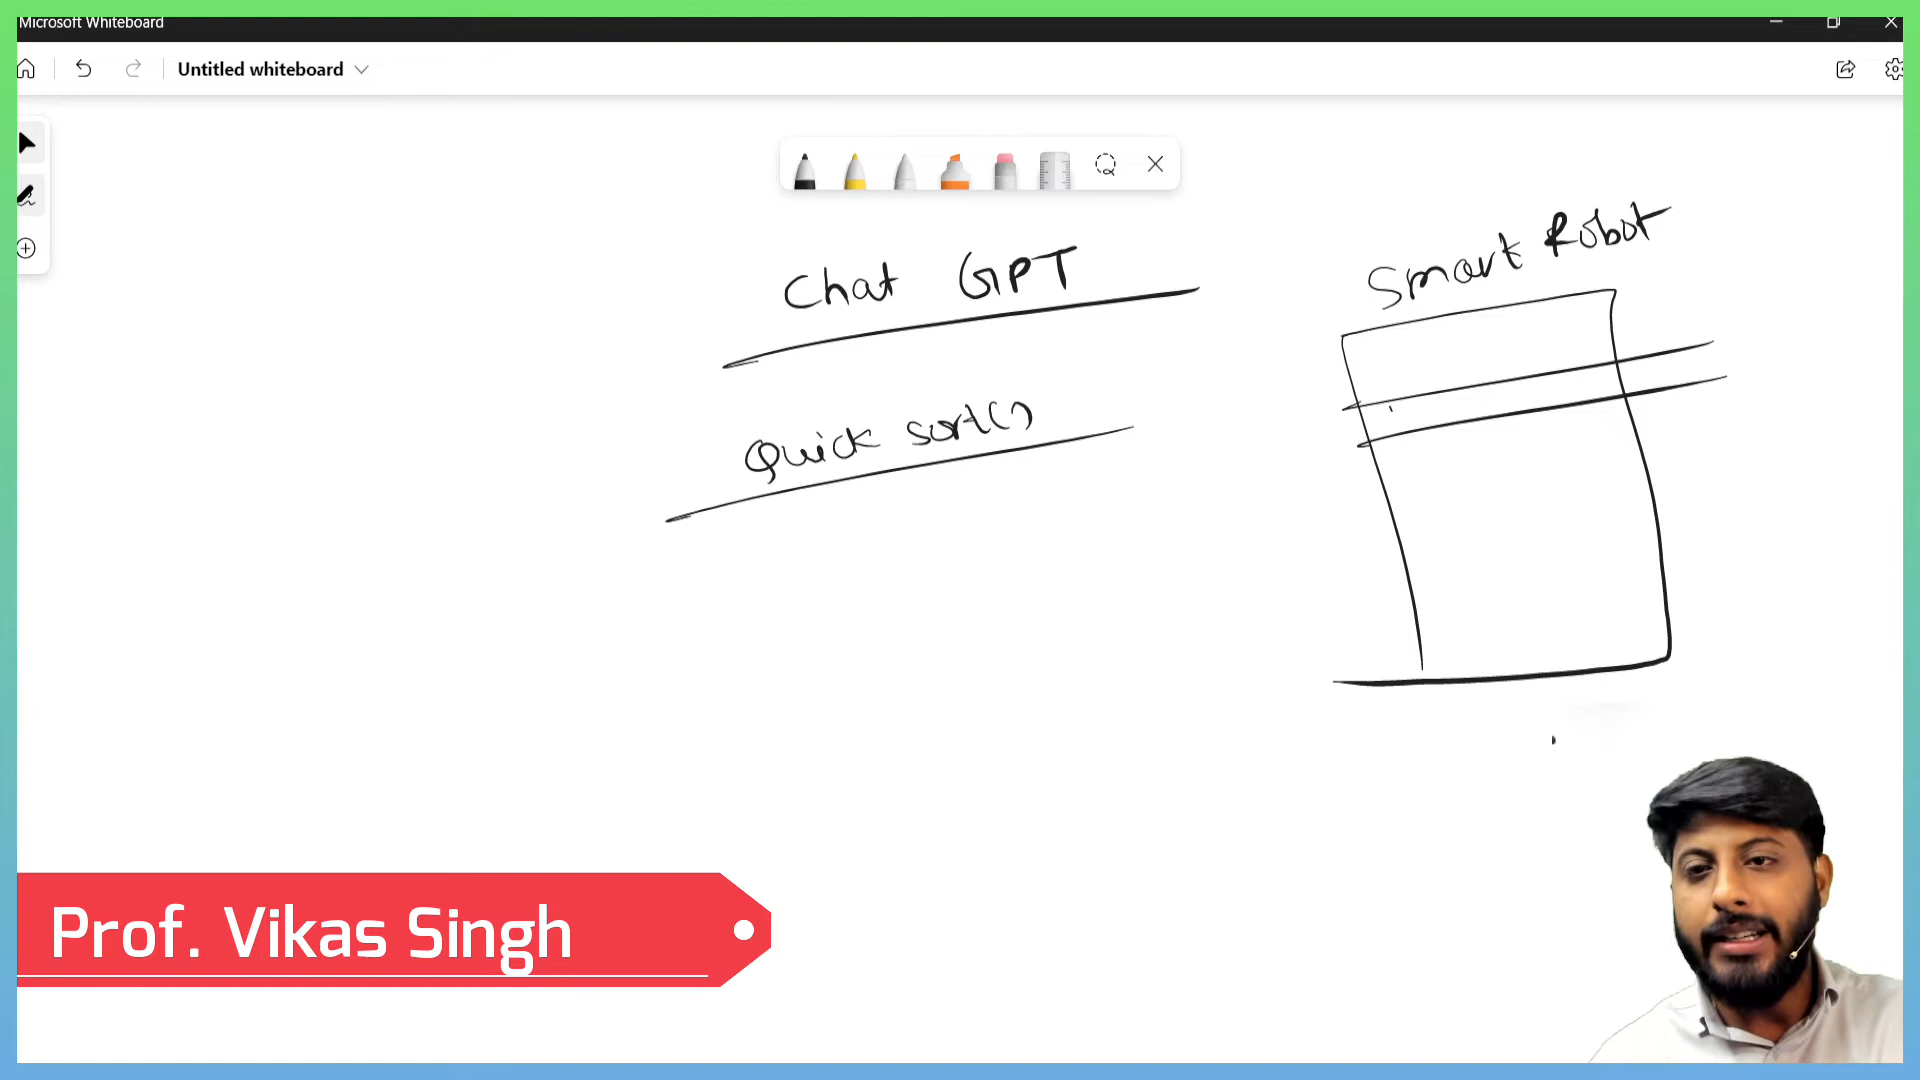 Microsoft Whiteboard
Untitled whiteboard
Chat GPT
Smart Robot
Quick sort()
Prof. Vikas Singh